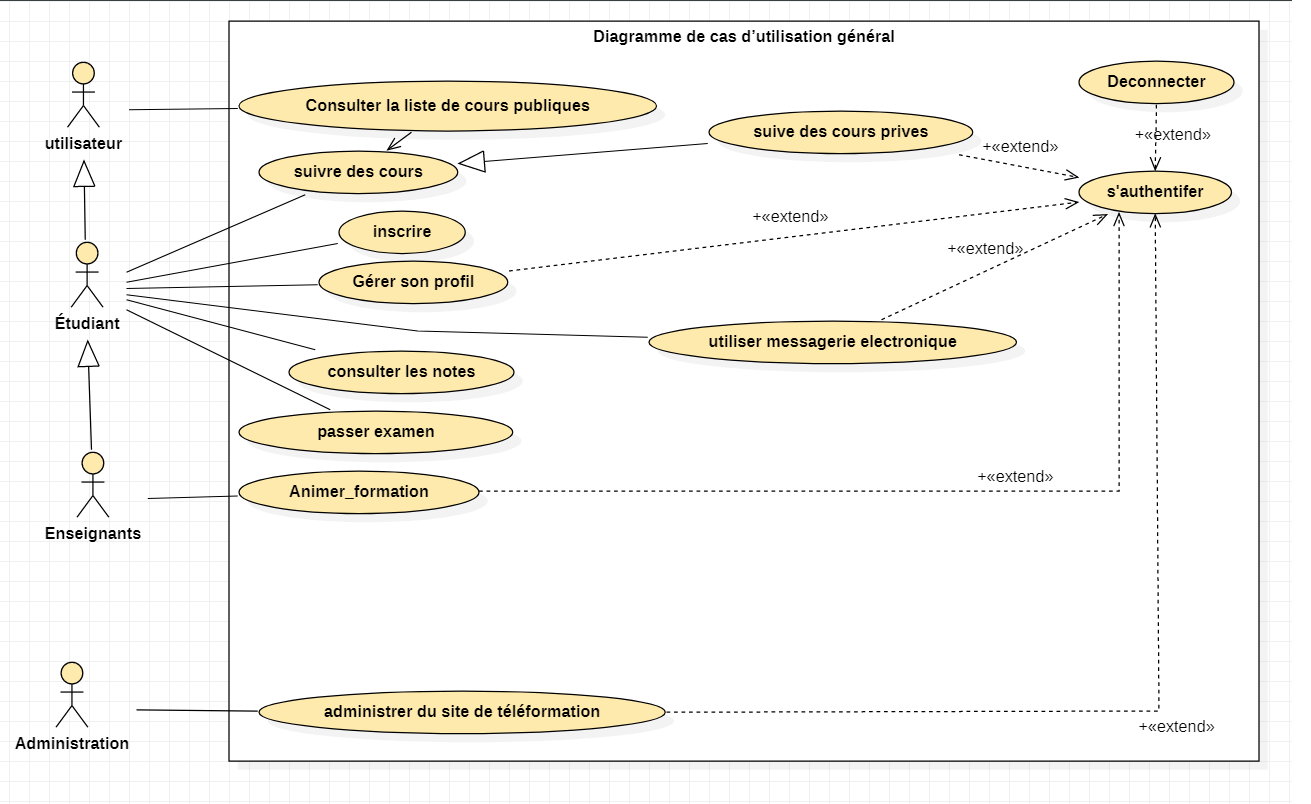 Diagramme de cas d’utilisation général
Deconnecter
Consulter la liste de cours publiques
suive des cours prives
+«extend»
utilisateur
+«extend»
suivre des cours
s'authentifer
+«extend»
inscrire
+«extend»
Gérer son profil
Étudiant
utiliser messagerie electronique
consulter les notes
passer examen
+«extend»
Animer_formation
Enseignants
administrer du site de téléformation
+«extend»
Administration